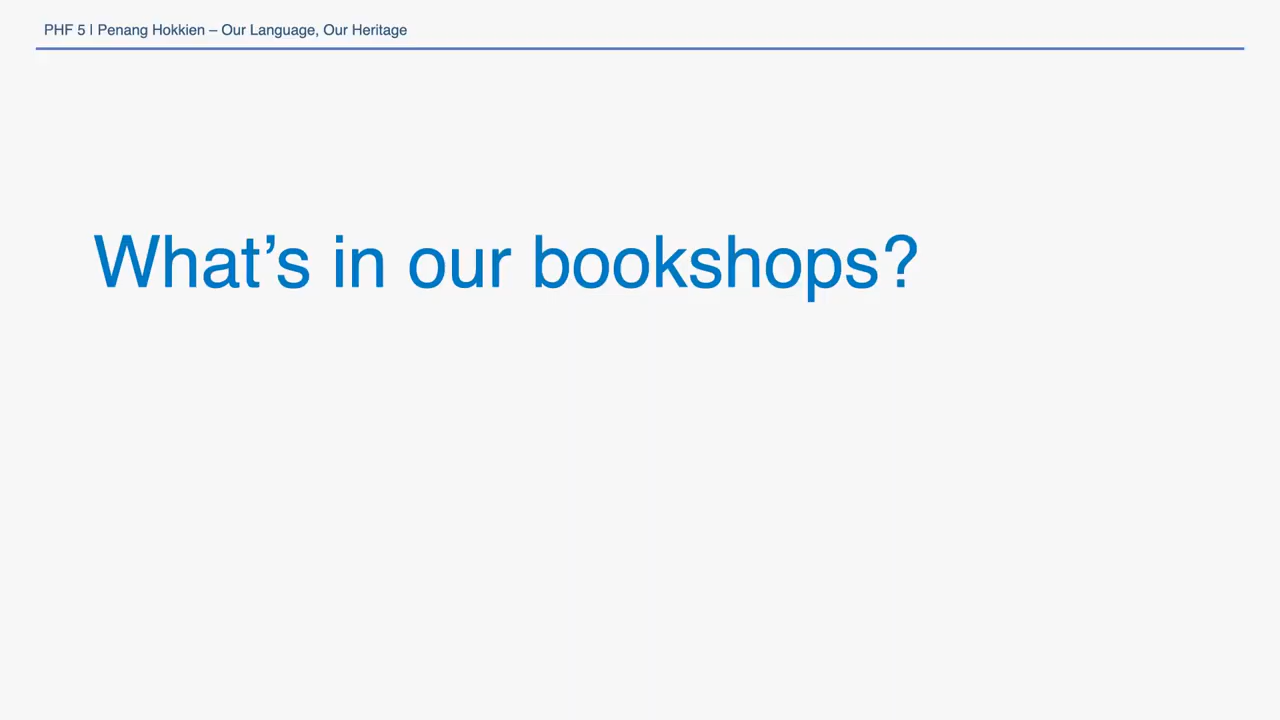 PHF 5 | Penang Hokkien – Our Language, Our Heritage
What’s in our bookshops?